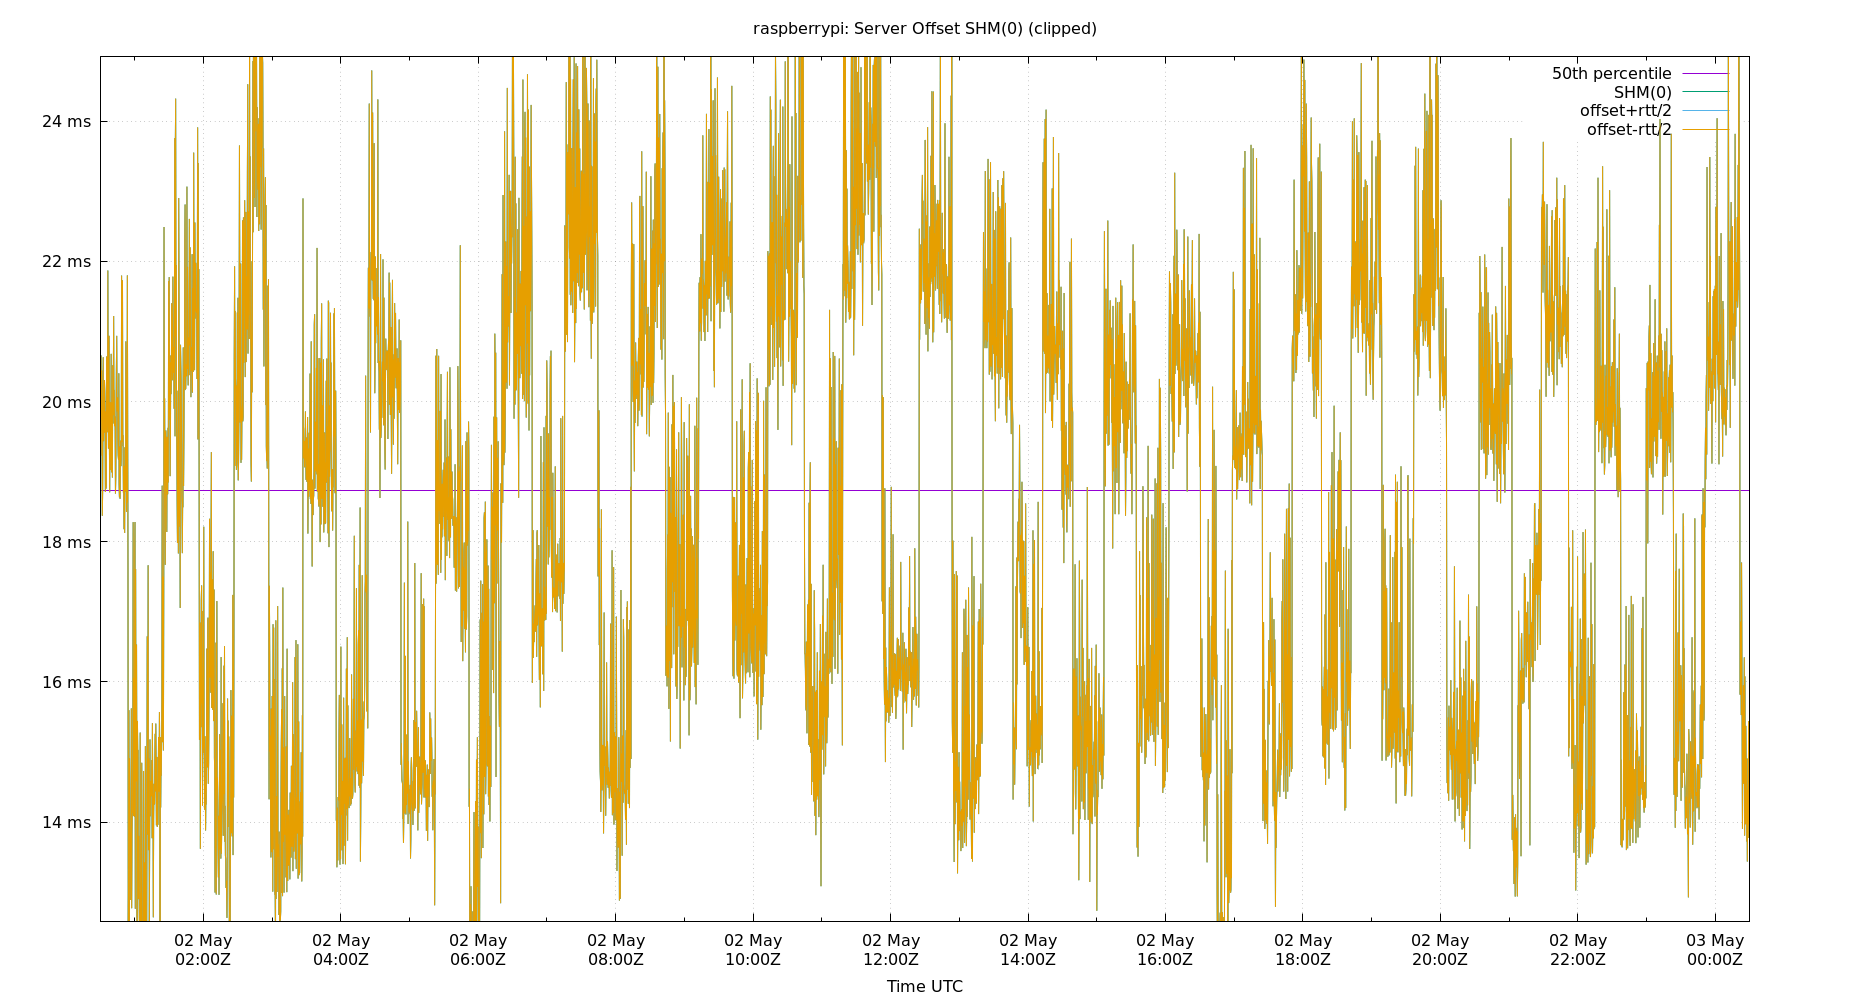 raspberrypi: Server Offset SHM(0) (clipped)
50th percentile
SHM(0)
offset+rtt/2
offset-rtt/2
24 ms
22 ms
20 ms
18 ms
16 ms
14 ms
02 May 02 May 02 May 02 May 02 May 02 May 02 May 02 May 02 May 02 May 02 May 03 May
02:00Z 04:00Z 06:00Z 08:00Z 10:00Z 12:00Z 14:00Z 16:00Z 18:00Z 20:00Z 22:00Z 00:00Z
Time UTC